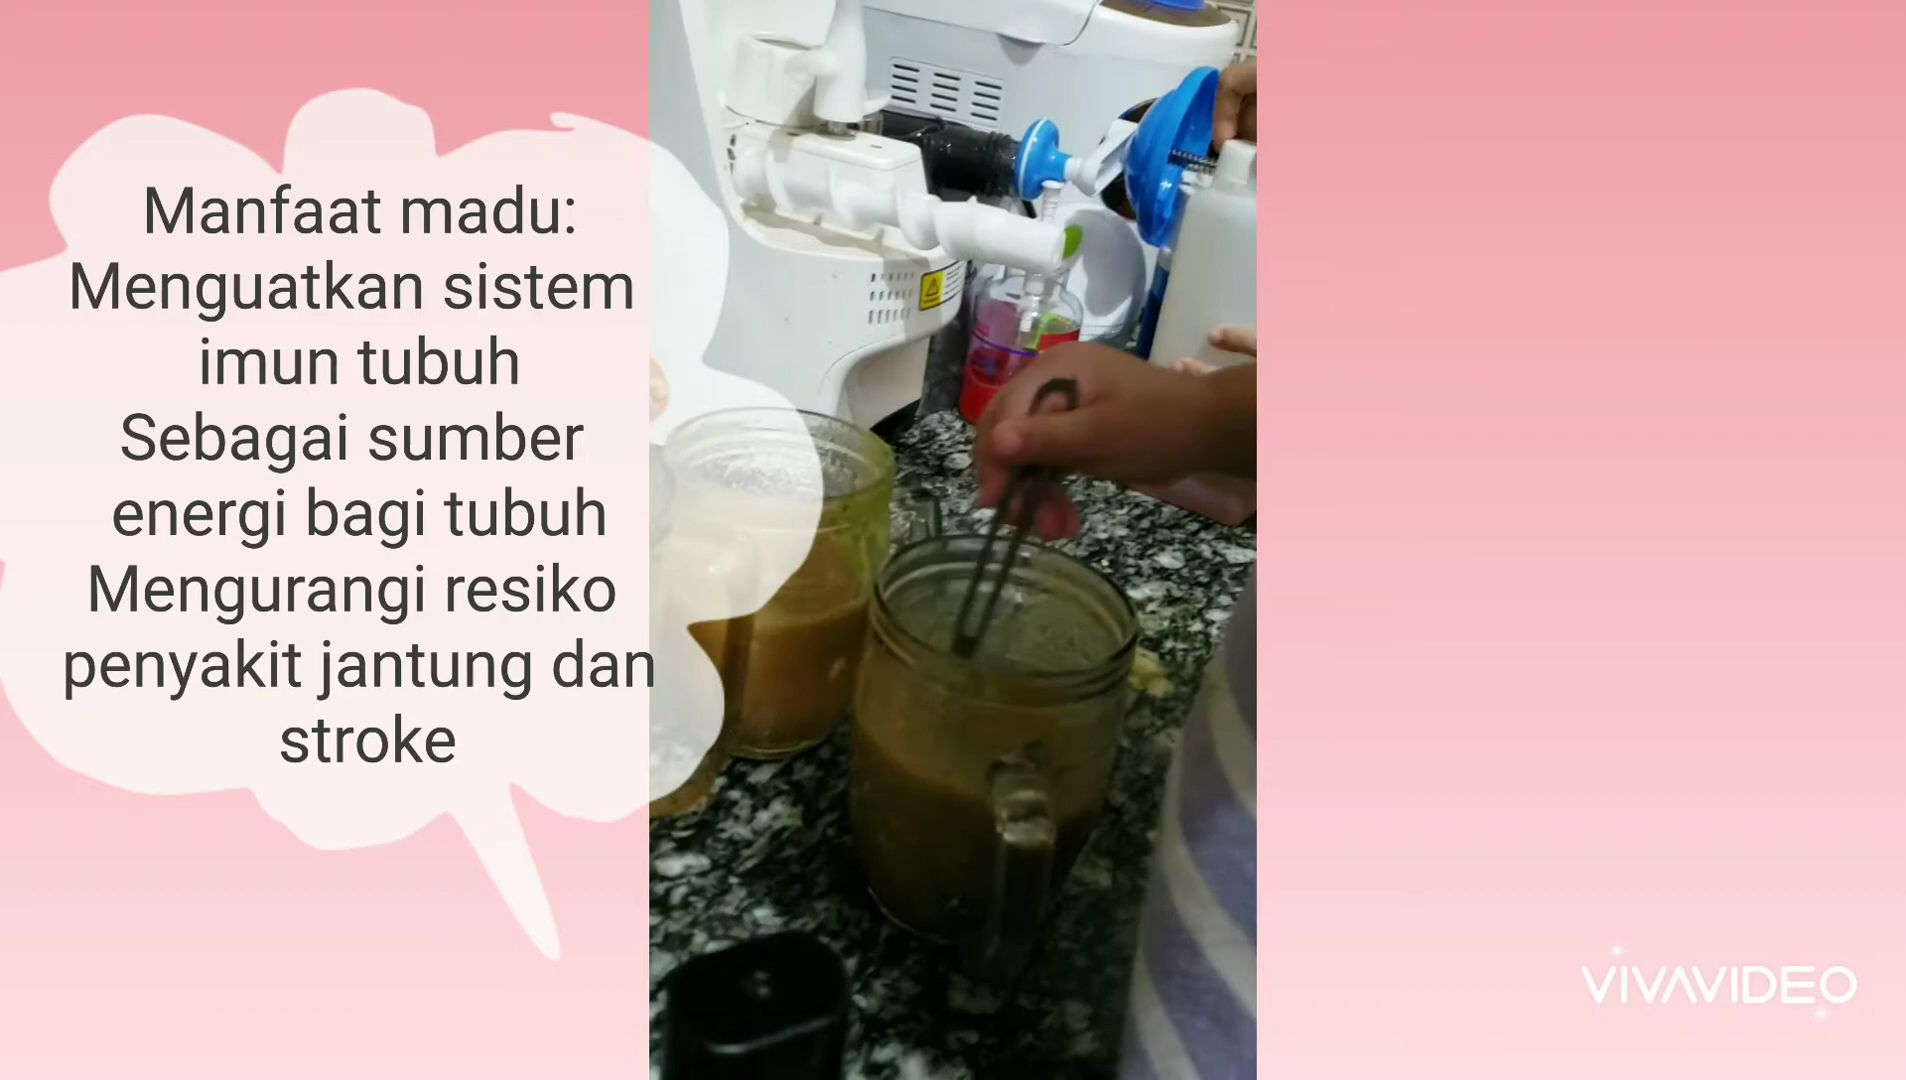 Manfaat madu:
Menguatkan sistem
imun tubuh
Sebagai sumber
energi bagi tubuh
Mengurangi resiko
penyakit jantung dan
stroke
VIVAVIDEO